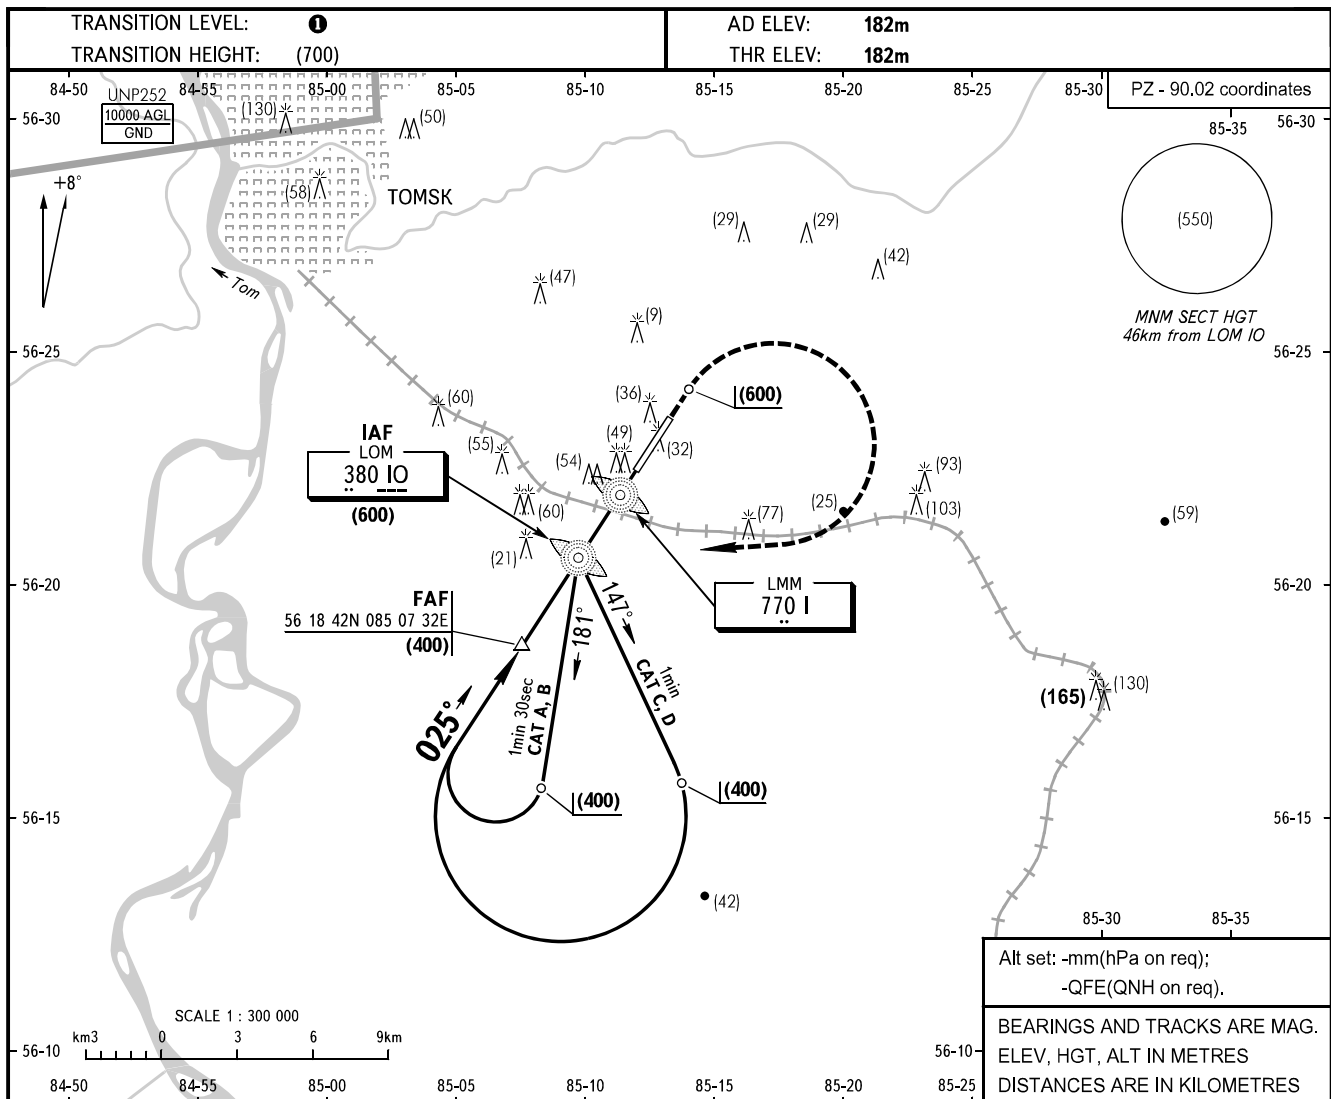 TRANSITION LEVEL: ❶
TRANSITION HEIGHT: (700)
AD ELEV: 182m
THR ELEV: 182m
84-50 84-55 85-00 85-05 85-10 85-15 85-20 85-25 85-30
PZ - 90.02 coordinates
85-35
56-30
56-30
UNP252
10000 AGL
GND
(130)
(50)
+8°
(58)
TOMSK
Tom
(29)
(29)
(42)
(550)
MNM SECT HGT
46km from LOM IO
(47)
(9)
56-25
56-25
(60)
(36)
(600)
IAF
LOM
380 IO
(600)
(55)
(49)
(32)
(54)
(60)
(21)
(77)
(25)
(93)
(103)
(59)
LMM
770 I
56-20
56-20
FAF
56 18 42N 085 07 32E
(400)
147°
181°
025°
1min 30sec
CAT A, B
1min
CAT C, D
(165)
(130)
(400)
(400)
56-15
56-15
(42)
85-30 85-35
Alt set: -mm(hPa on req);
-QFE(QNH on req).
BEARINGS AND TRACKS ARE MAG.
ELEV, HGT, ALT IN METRES
DISTANCES ARE IN KILOMETRES
SCALE 1 : 300 000
km3 0 3 6 9km
56-10
56-10
84-50 84-55 85-00 85-05 85-10 85-15 85-20 85-25